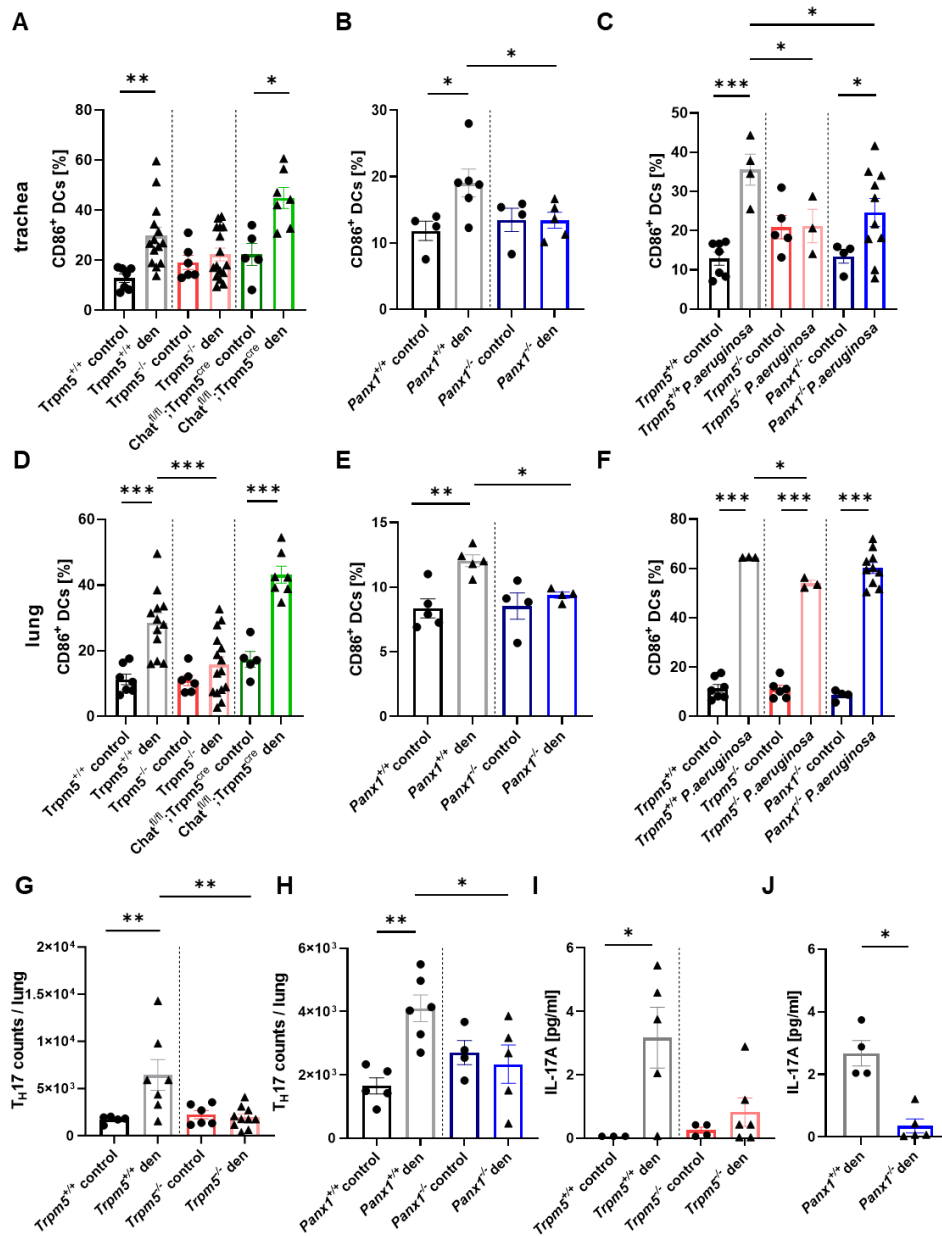 A
B
C
trachea
CD86⁺ DCs [%]
80
60
40
20
0
**
*
Trpm5⁺/⁺ control
Trpm5⁺/⁺ den
Trpm5⁻/⁻ control
Trpm5⁻/⁻ den
Chatᶠˡ/ᶠˡ;Trpm5ᶜʳᵉ control
Chatᶠˡ/ᶠˡ;Trpm5ᶜʳᵉ den
CD86⁺ DCs [%]
30
20
10
0
*
*
Panx1⁺/⁺ control
Panx1⁺/⁺ den
Panx1⁻/⁻ control
Panx1⁻/⁻ den
CD86⁺ DCs [%]
50
40
30
20
10
0
*
*
***
*
Trpm5⁺/⁺ control
Trpm5⁺/⁺ P.aeruginosa
Trpm5⁻/⁻ control
Trpm5⁻/⁻ P.aeruginosa
Panx1⁻/⁻ control
Panx1⁻/⁻ P.aeruginosa
D
E
F
lung
CD86⁺ DCs [%]
60
40
20
0
***
***
***
Trpm5⁺/⁺ control
Trpm5⁺/⁺ den
Trpm5⁻/⁻ control
Trpm5⁻/⁻ den
Chatᶠˡ/ᶠˡ;Trpm5ᶜʳᵉ control
Chatᶠˡ/ᶠˡ;Trpm5ᶜʳᵉ den
CD86⁺ DCs [%]
15
10
5
0
**
*
Panx1⁺/⁺ control
Panx1⁺/⁺ den
Panx1⁻/⁻ control
Panx1⁻/⁻ den
CD86⁺ DCs [%]
80
60
40
20
0
*
***
***
***
Trpm5⁺/⁺ control
Trpm5⁺/⁺ P.aeruginosa
Trpm5⁻/⁻ control
Trpm5⁻/⁻ P.aeruginosa
Panx1⁻/⁻ control
Panx1⁻/⁻ P.aeruginosa
G
H
I
J
T_H17 counts / lung
2×10⁴
1.5×10⁴
1×10⁴
5×10³
0
**
**
Trpm5⁺/⁺ control
Trpm5⁺/⁺ den
Trpm5⁻/⁻ control
Trpm5⁻/⁻ den
T_H17 counts / lung
6×10³
4×10³
2×10³
0
**
*
Panx1⁺/⁺ control
Panx1⁺/⁺ den
Panx1⁻/⁻ control
Panx1⁻/⁻ den
IL-17A [pg/ml]
6
4
2
0
*
Trpm5⁺/⁺ control
Trpm5⁺/⁺ den
Trpm5⁻/⁻ control
Trpm5⁻/⁻ den
IL-17A [pg/ml]
6
4
2
0
*
Panx1⁺/⁺ den
Panx1⁻/⁻ den